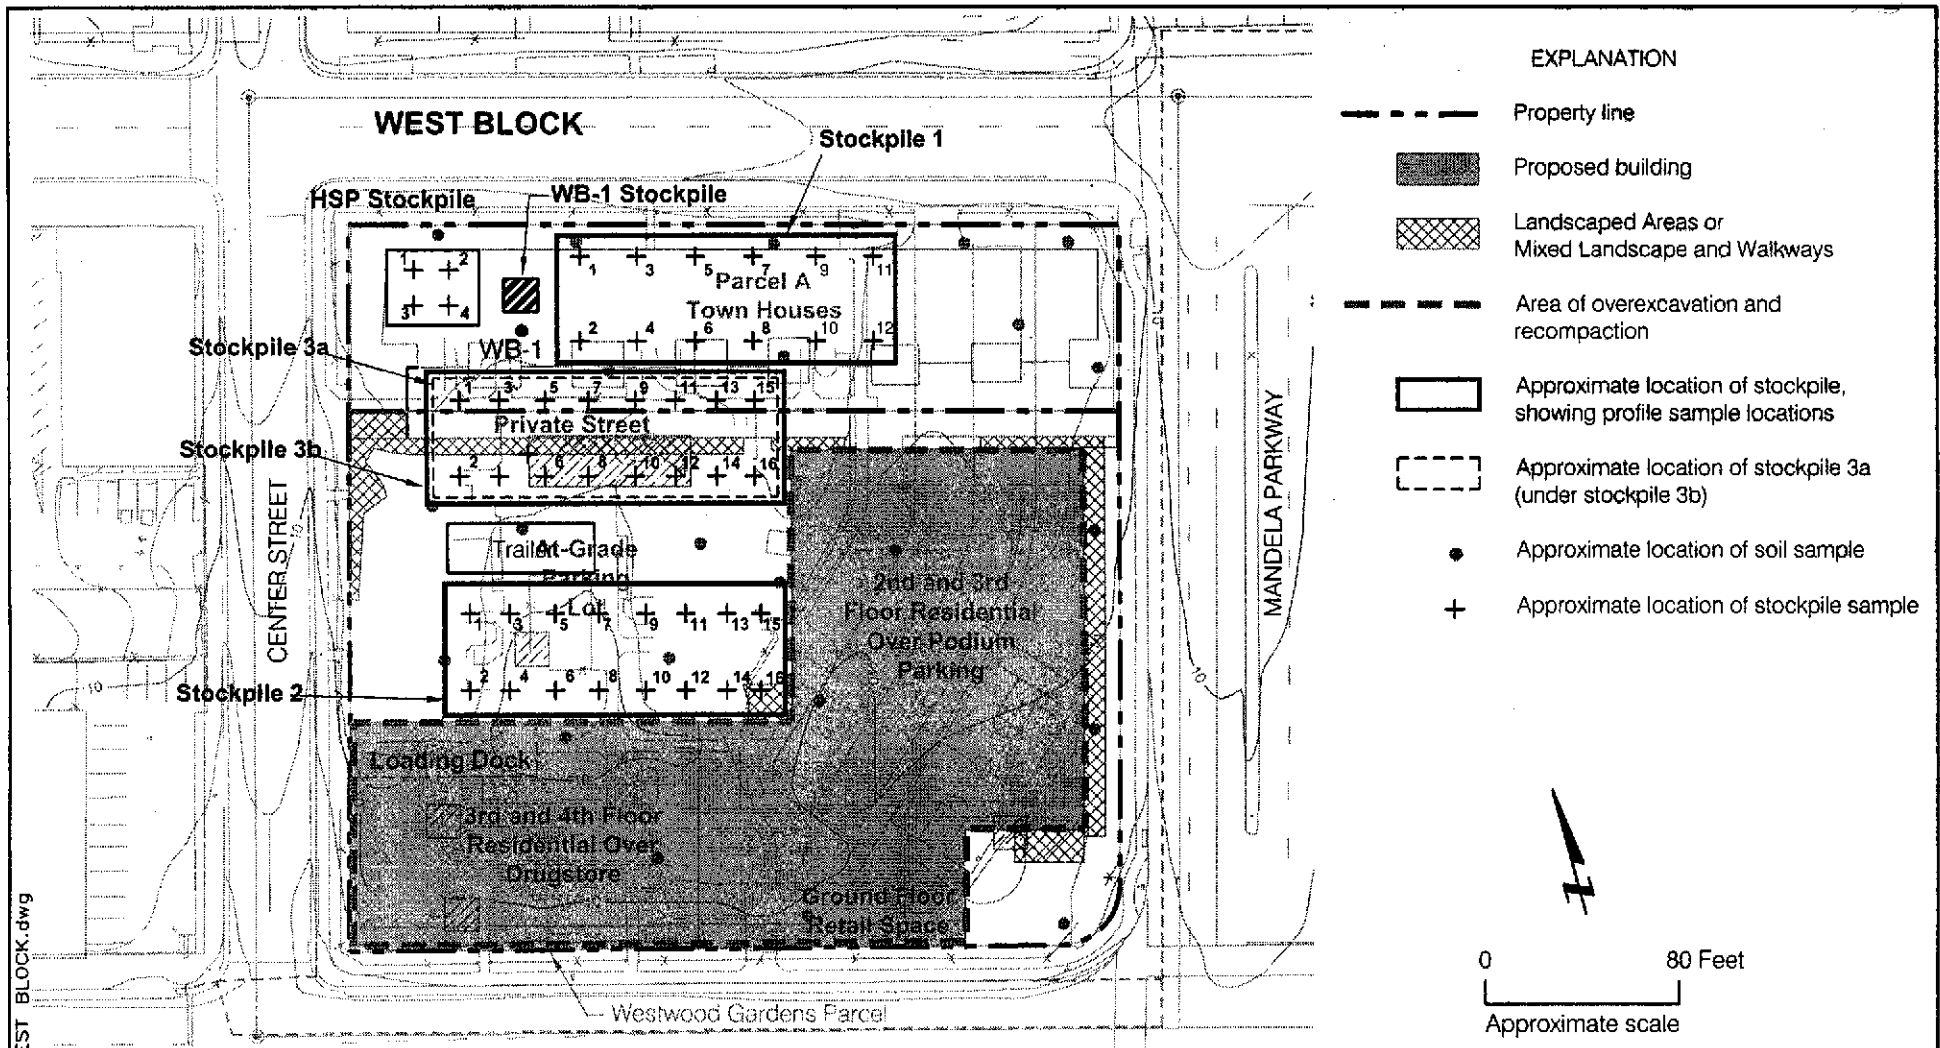 EXPLANATION
Property line
Proposed building
Landscaped Areas or
Mixed Landscape and Walkways
Area of overexcavation and
recompaction
Approximate location of stockpile,
showing profile sample locations
Approximate location of stockpile 3a
(under stockpile 3b)
Approximate location of soil sample
Approximate location of stockpile sample
0 80 Feet
Approximate scale
WEST BLOCK
Stockpile 1
HSP Stockpile
WB-1 Stockpile
1 2
3 4
1 3 5 7 9 11
Parcel A
Town Houses
2 4 6 8 10 12
WB-1
Stockpile 3a
1 3 5 7 9 11 13 15
Private Street
Stockpile 3b
2 6 8 10 12 14 16
CENTER STREET
MANDELA PARKWAY
Trailer
At-Grade
Parking
Lot
1 3 5 7 9 11 13 15
2 4 6 8 10 12 14 16
Stockpile 2
2nd and 3rd
Floor Residential
Over Podium
Parking
Loading Dock
3rd and 4th Floor
Residential Over
Drugstore
Ground Floor
Retail Space
Westwood Gardens Parcel
10
10
10
EST BLOCK.dwg